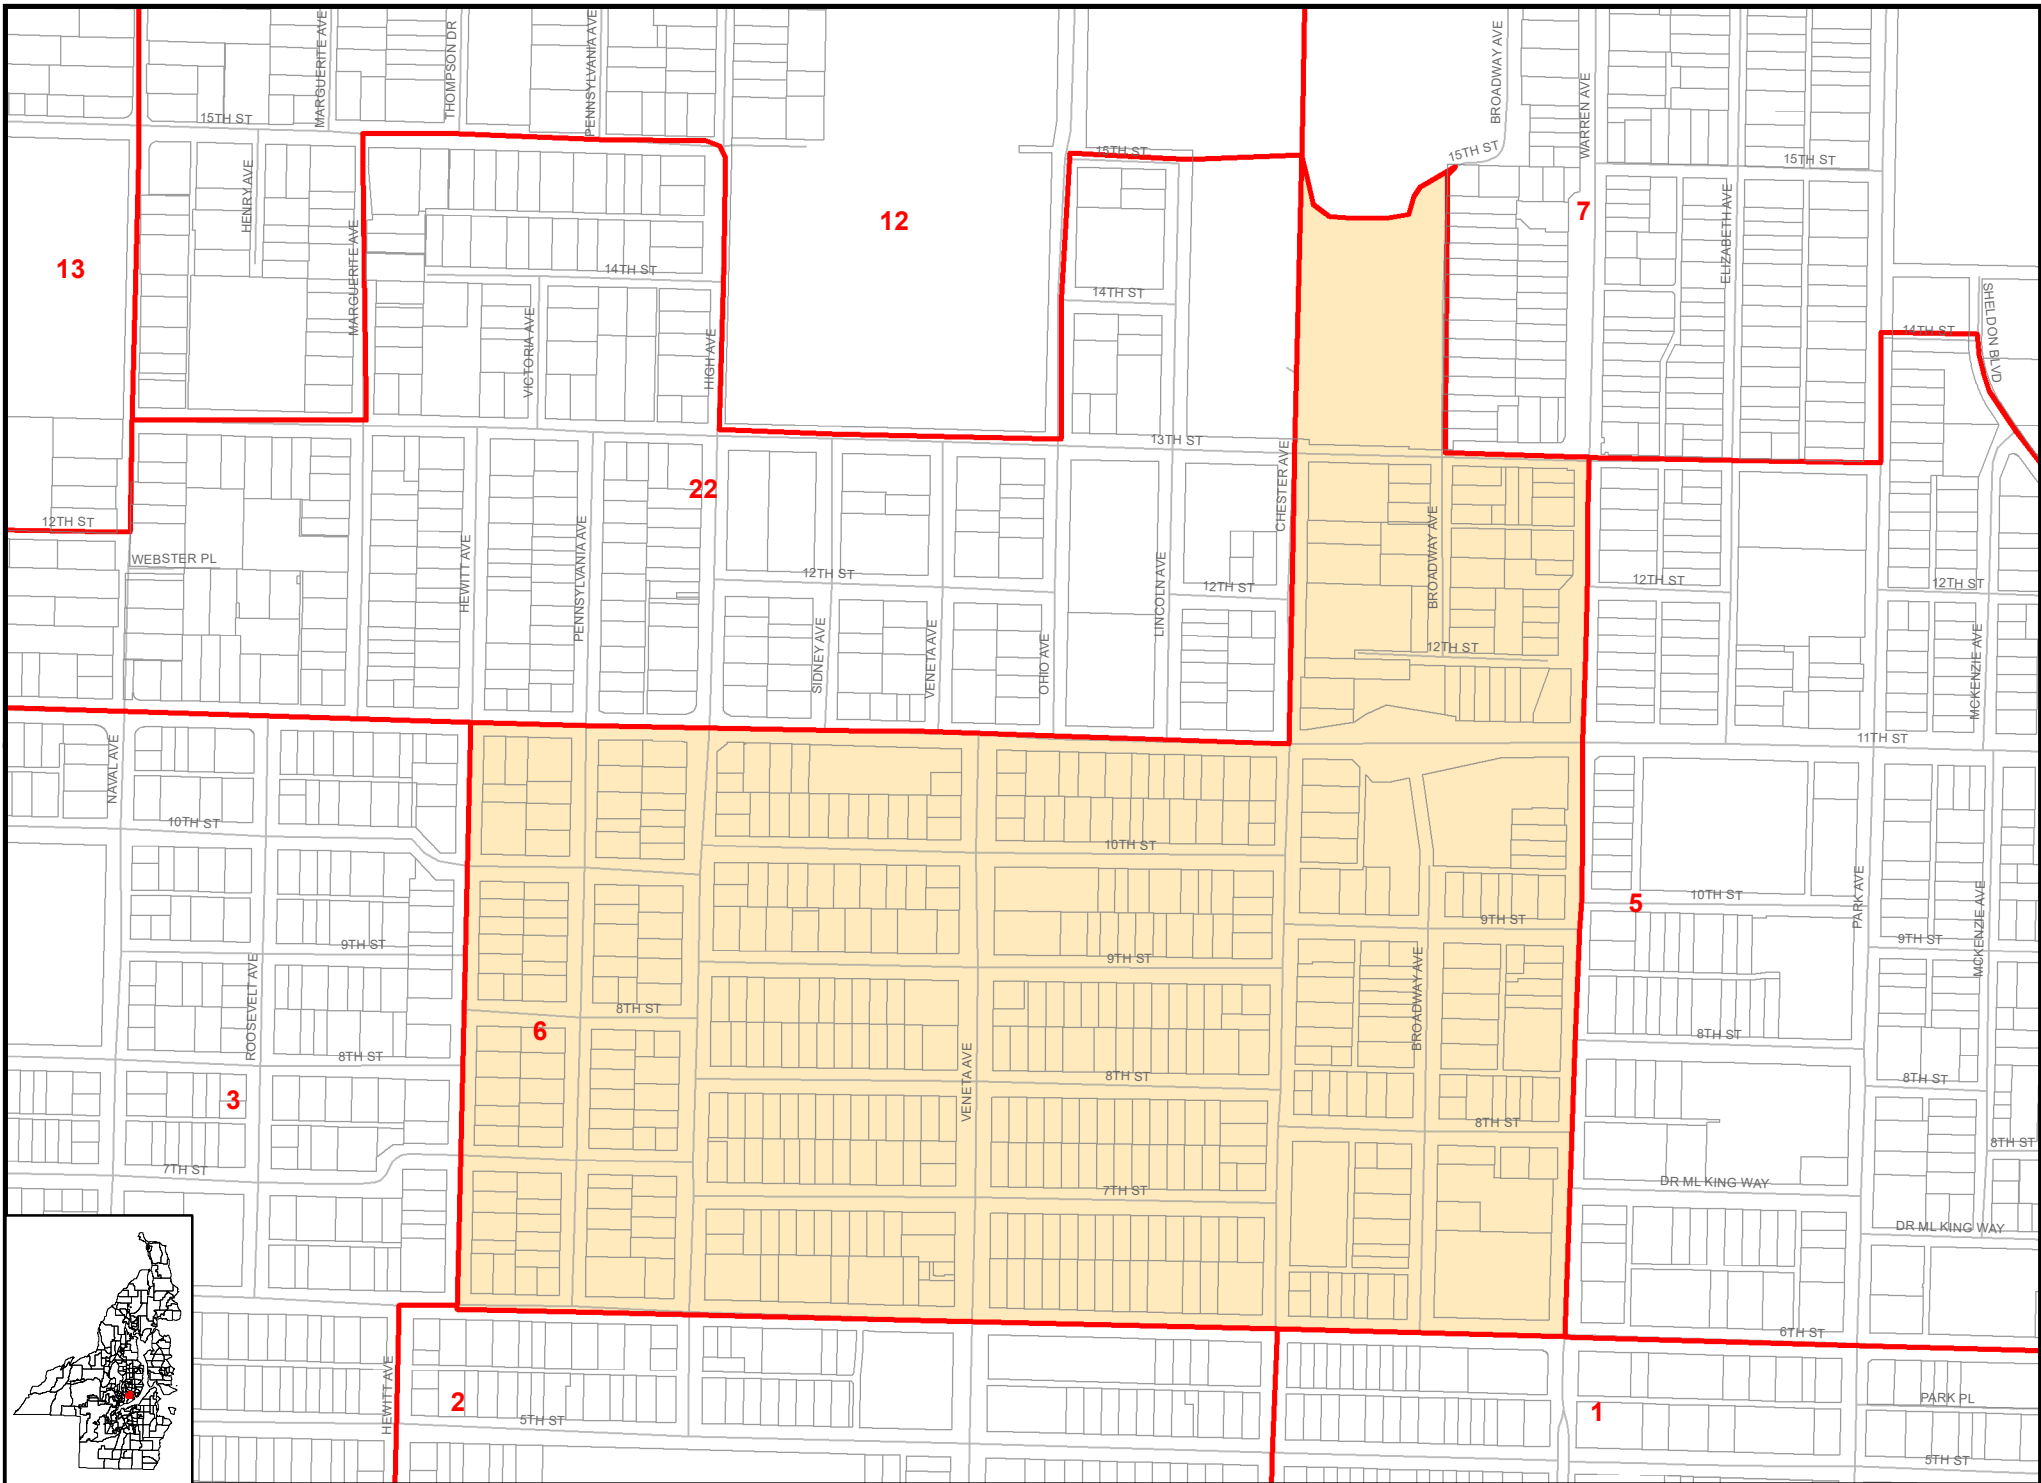 MARGUERITE AVE
THOMPSON DR
PENNSYLVANIA AVE
BROADWAY AVE
WARREN AVE
15TH ST
15TH ST
15TH ST
15TH ST
HENRY AVE
12
7
ELIZABETH AVE
13
MARGUERITE AVE
14TH ST
14TH ST
SHELDON BLVD
VICTORIA AVE
HIGH AVE
14TH ST
13TH ST
CHESTER AVE
22
12TH ST
WEBSTER PL
HEWITT AVE
PENNSYLVANIA AVE
12TH ST
LINCOLN AVE
12TH ST
BROADWAY AVE
12TH ST
12TH ST
SIDNEY AVE
VENETA AVE
OHIO AVE
12TH ST
MCKENZIE AVE
11TH ST
NAVAL AVE
10TH ST
10TH ST
10TH ST
PARK AVE
5
9TH ST
9TH ST
9TH ST
9TH ST
MCKENZIE AVE
ROOSEVELT AVE
BROADWAY AVE
8TH ST
6
8TH ST
8TH ST
VENETA AVE
8TH ST
8TH ST
3
8TH ST
8TH ST
7TH ST
7TH ST
DR ML KING WAY
DR ML KING WAY
6TH ST
HEWITT AVE
2
5TH ST
1
PARK PL
5TH ST